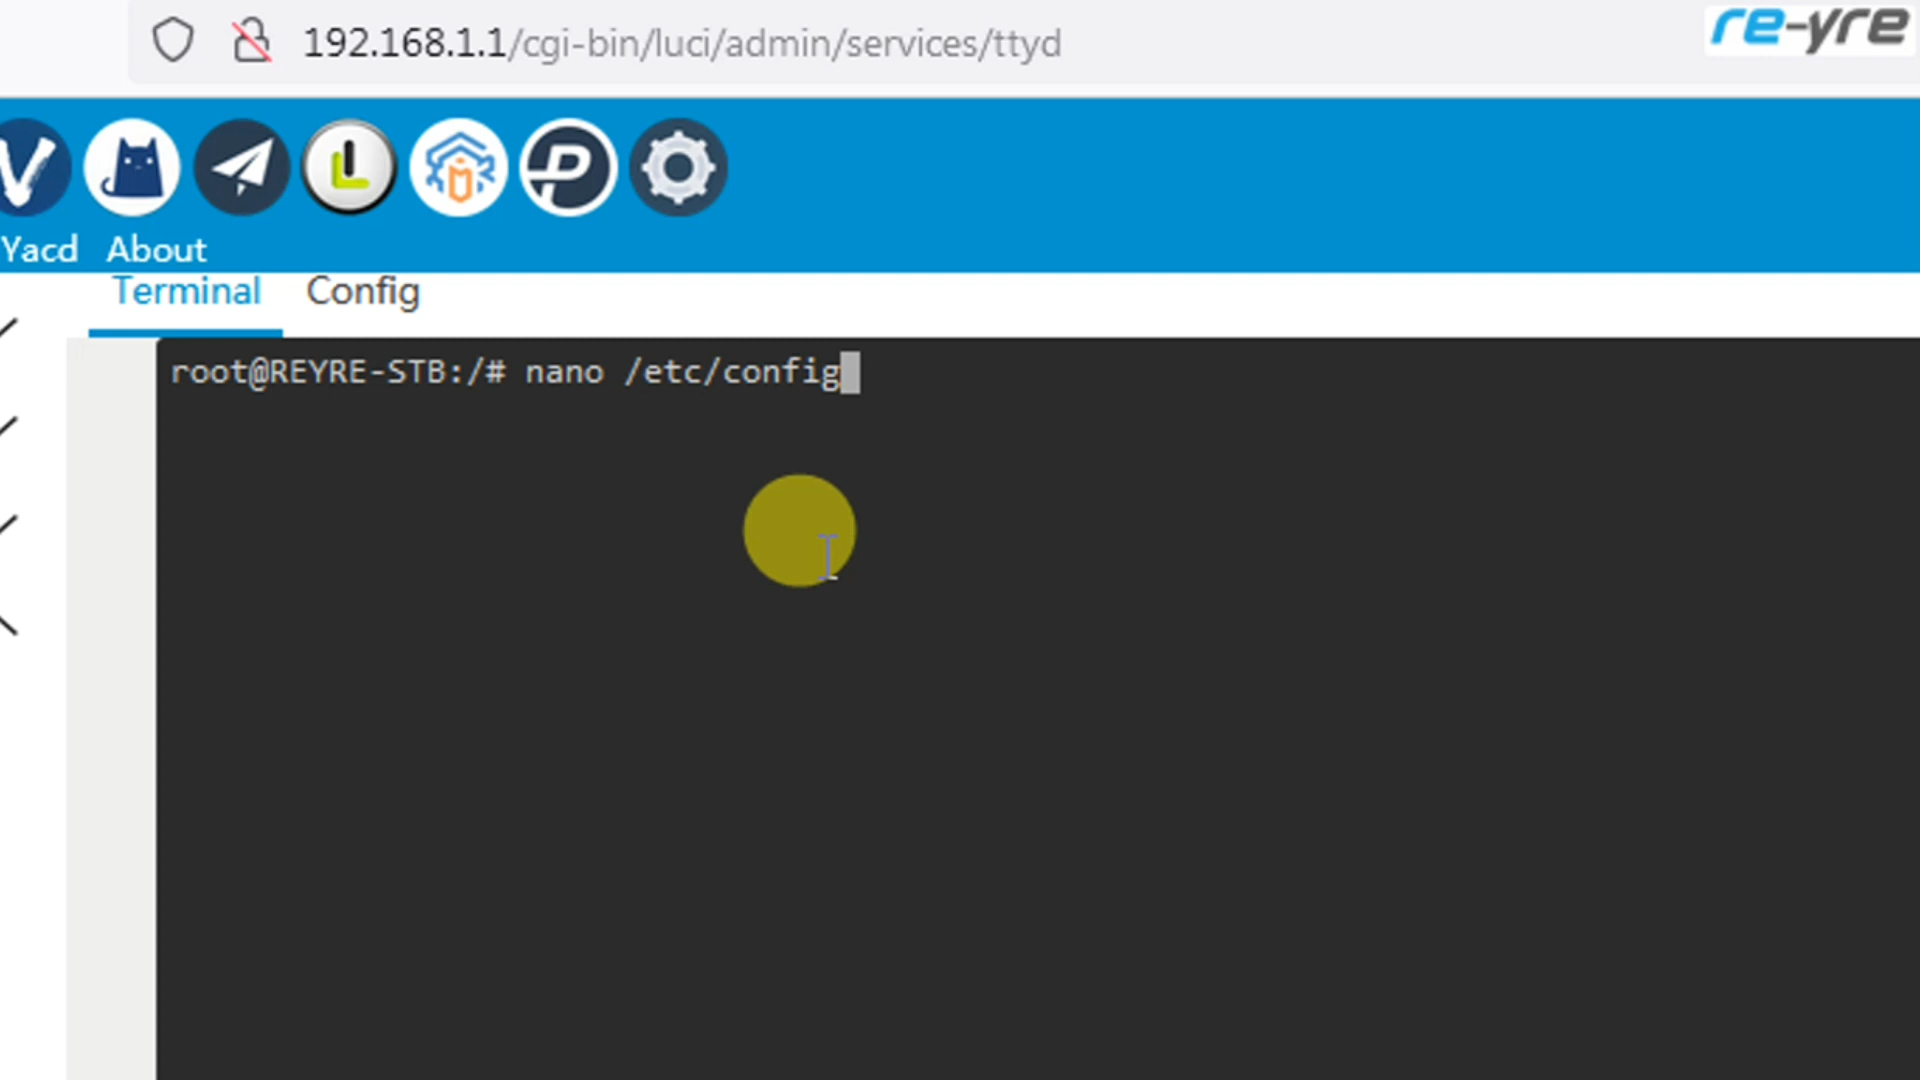 192.168.1.1/cgi-bin/luci/admin/services/ttyd
re-yre
Yacd About
Terminal Config
root@REYRE-STB:/# nano /etc/config